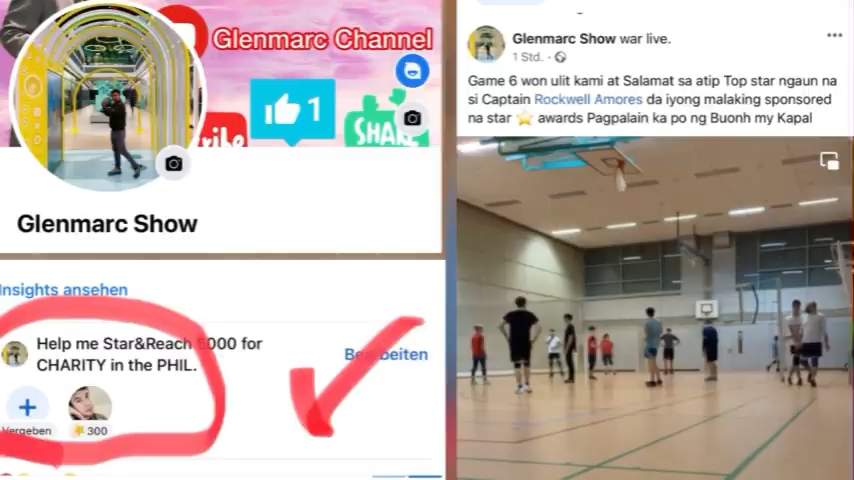 Glenmarc Channel
1
ribe
SHARE
Glenmarc Show
Insights ansehen
Help me Star&Reach 5000 for
CHARITY in the PHIL.
Bearbeiten
Vergeben
300
Glenmarc Show war live.
1 Std.
Game 6 won ulit kami at Salamat sa atip Top star ngaun na
si Captain Rockwell Amores da iyong malaking sponsored
na star ⭐ awards Pagpalain ka po ng Buonh my Kapal